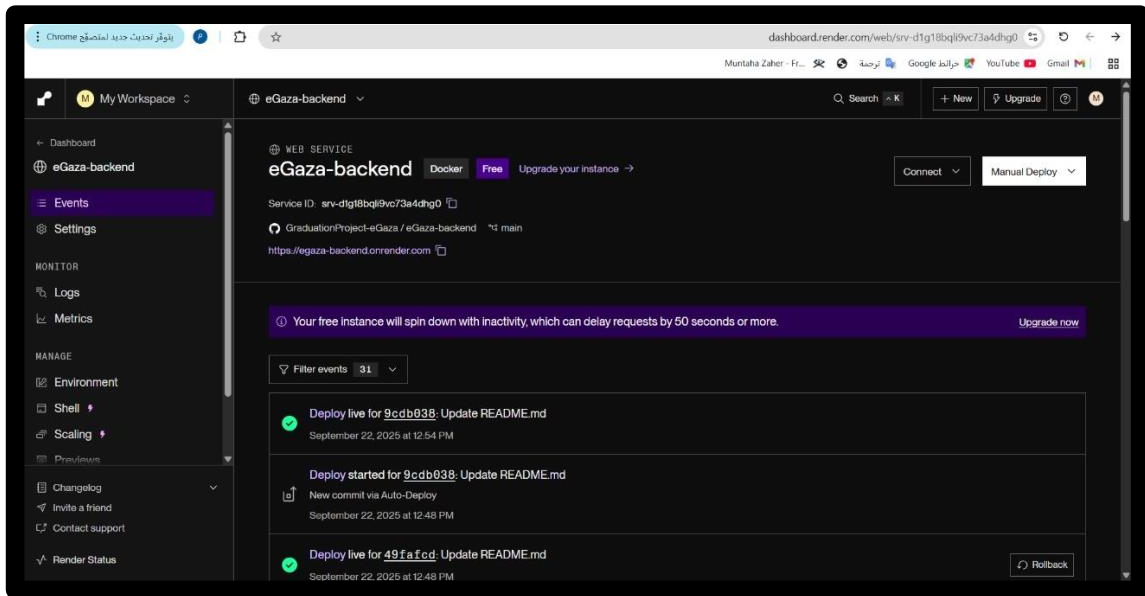 يتوفّر تحديث جديد لمتصفّح Chrome
dashboard.render.com/web/srv-d1g18bqli9vc73a4dhg0
Muntaha Zaher - Fr...
ترجمة
خرائط Google
YouTube
Gmail
M My Workspace
eGaza-backend
Search ^ K
+ New
Upgrade
M
← Dashboard
eGaza-backend
Events
Settings
MONITOR
Logs
Metrics
MANAGE
Environment
Shell
Scaling
Previews
Changelog
Invite a friend
Contact support
Render Status
WEB SERVICE
eGaza-backend Docker Free Upgrade your instance →
Connect
Manual Deploy
Service ID: srv-d1g18bqli9vc73a4dhg0
GraduationProject-eGaza / eGaza-backend main
https://egaza-backend.onrender.com
Your free instance will spin down with inactivity, which can delay requests by 50 seconds or more.
Upgrade now
Filter events 31
Deploy live for 9cdb038: Update README.md
September 22, 2025 at 12:54 PM
Deploy started for 9cdb038: Update README.md
New commit via Auto-Deploy
September 22, 2025 at 12:48 PM
Deploy live for 49fafcd: Update README.md
September 22, 2025 at 12:48 PM
Rollback